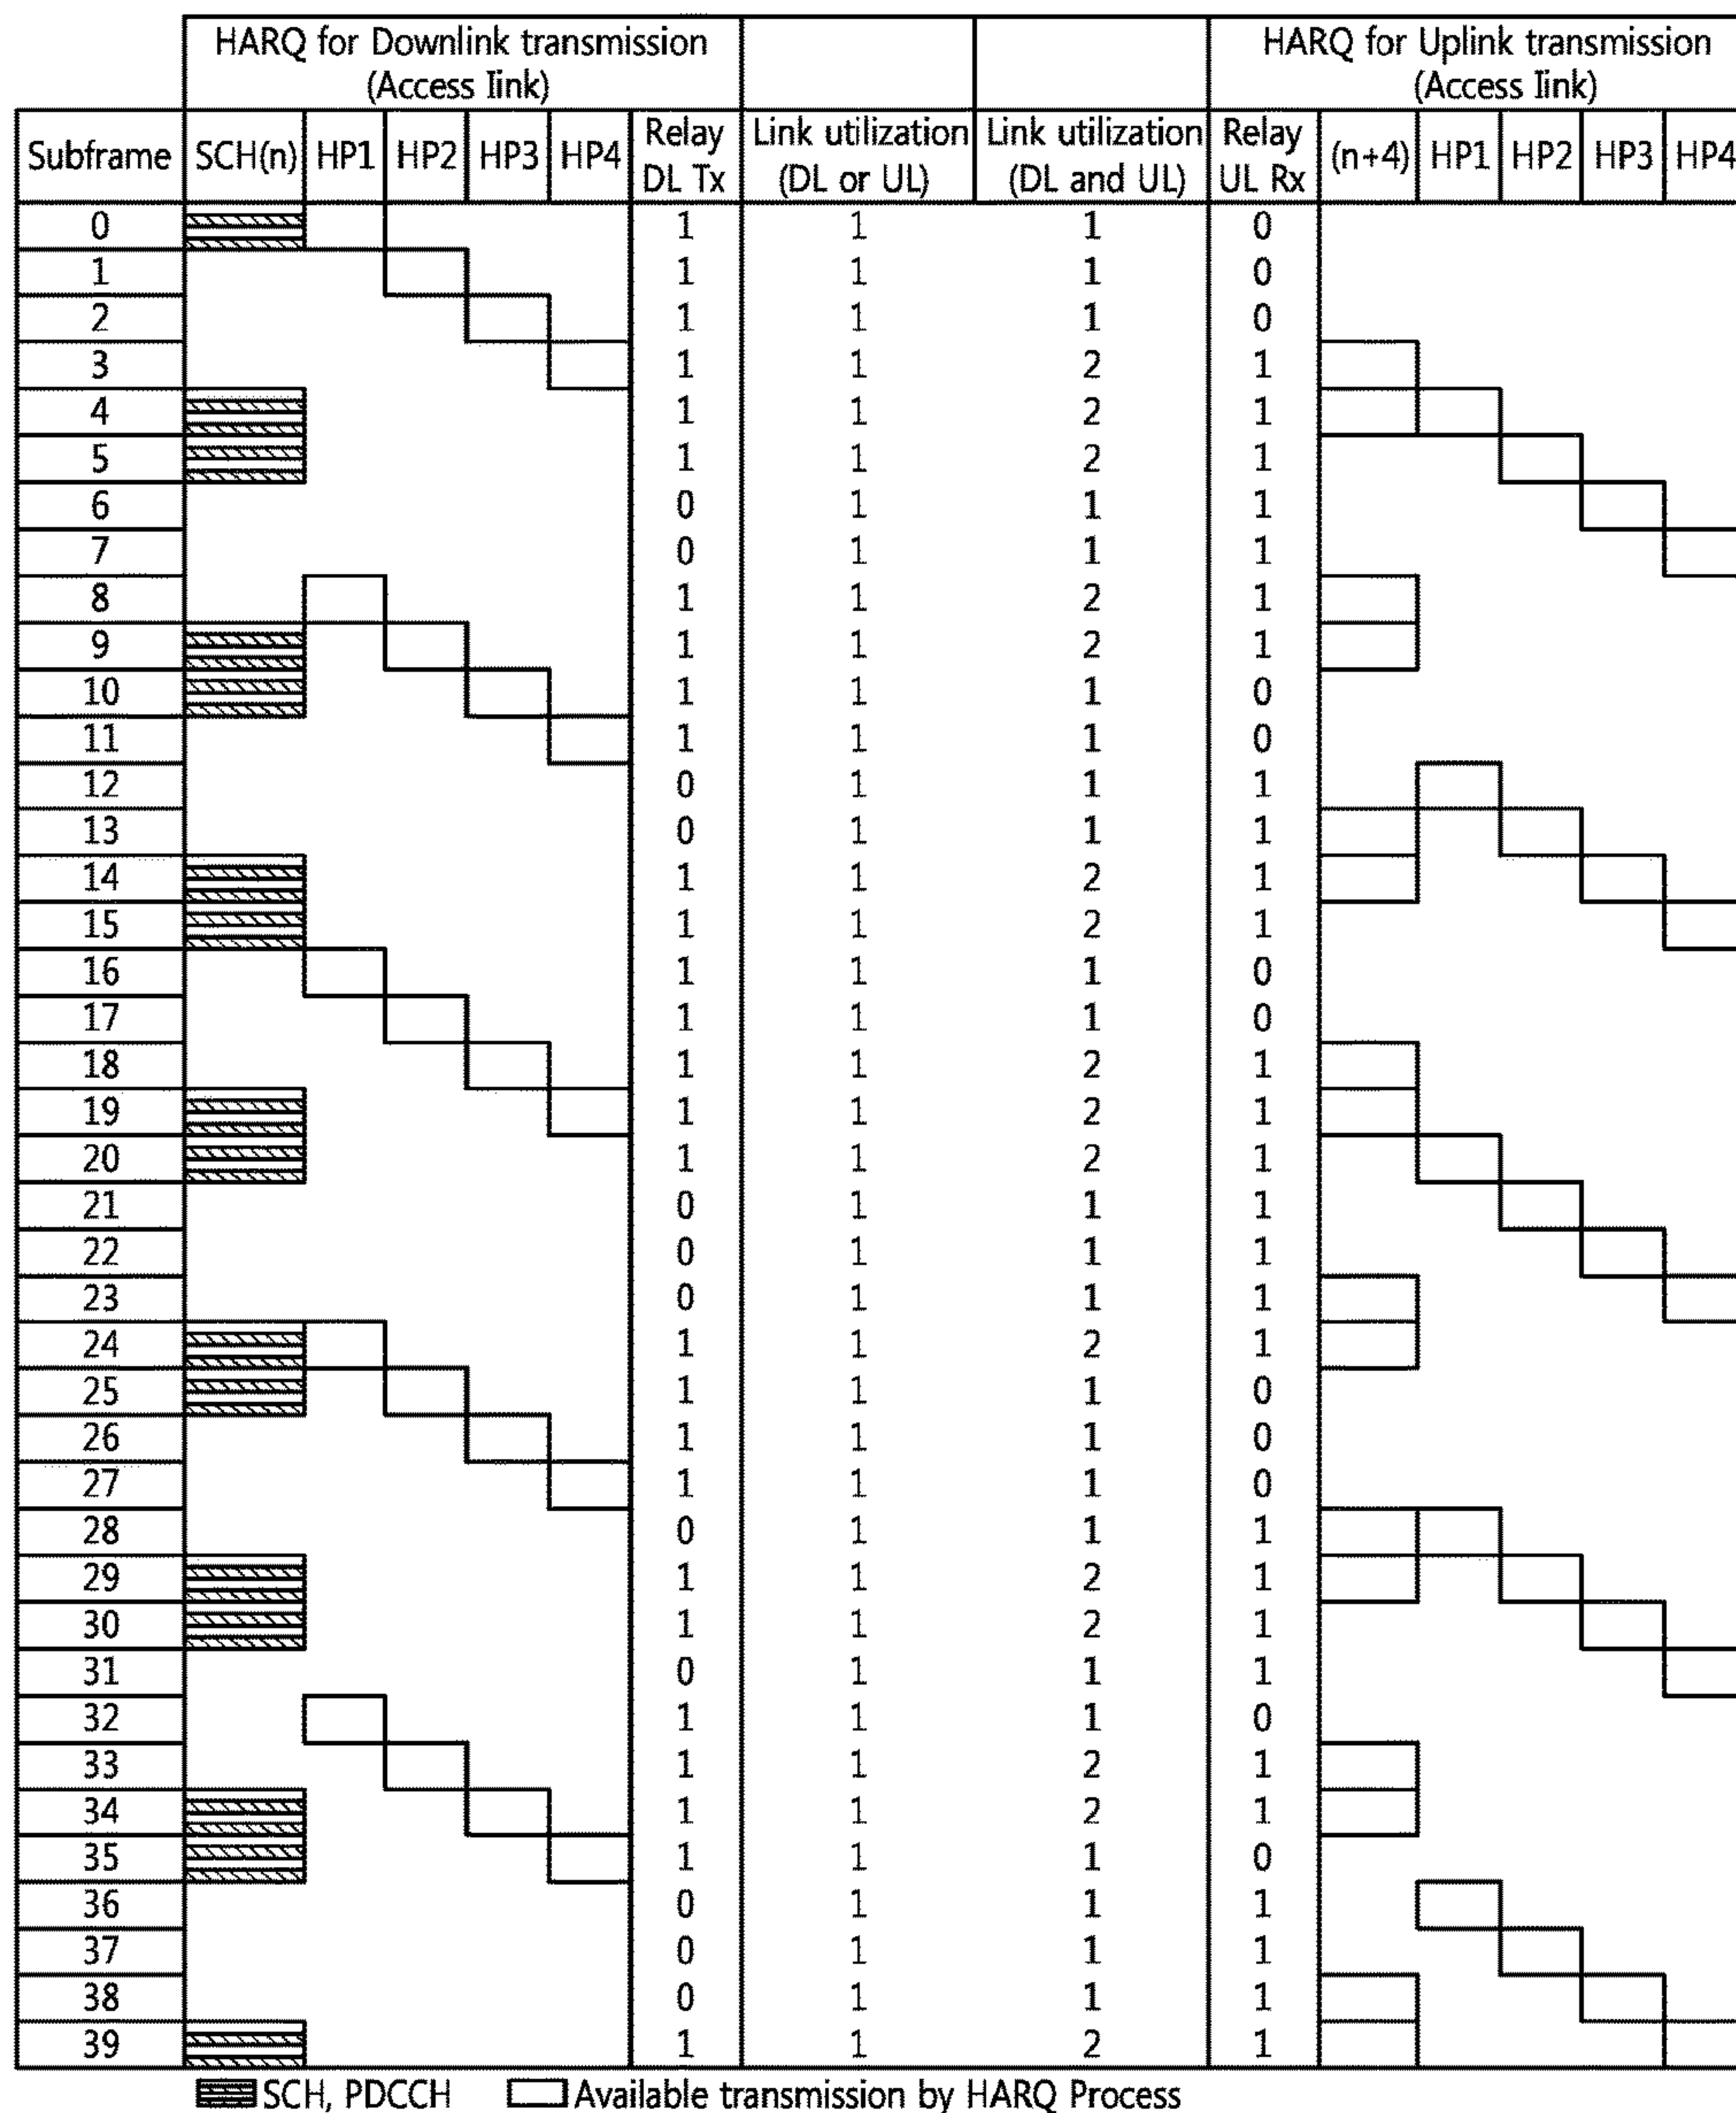 HARQ for Downlink transmission
(Access Iink)
HARQ for Uplink transmission
(Access Iink)
Subframe SCH(n) HP1 HP2 HP3 HP4 Relay DL Tx Link utilization (DL or UL) Link utilization (DL and UL) Relay UL Rx (n+4) HP1 HP2 HP3 HP4
0 1 1 1 0
1 1 1 1 0
2 1 1 1 0
3 1 1 2 1
4 1 1 2 1
5 1 1 2 1
6 0 1 1 1
7 0 1 1 1
8 1 1 2 1
9 1 1 2 1
10 1 1 1 0
11 1 1 1 0
12 0 1 1 1
13 0 1 1 1
14 1 1 2 1
15 1 1 2 1
16 1 1 1 0
17 1 1 1 0
18 1 1 2 1
19 1 1 2 1
20 1 1 2 1
21 0 1 1 1
22 0 1 1 1
23 0 1 1 1
24 1 1 2 1
25 1 1 1 0
26 1 1 1 0
27 1 1 1 0
28 0 1 1 1
29 1 1 2 1
30 1 1 2 1
31 0 1 1 1
32 1 1 1 0
33 1 1 2 1
34 1 1 2 1
35 1 1 1 0
36 0 1 1 1
37 0 1 1 1
38 0 1 1 1
39 1 1 2 1
SCH, PDCCH Available transmission by HARQ Process